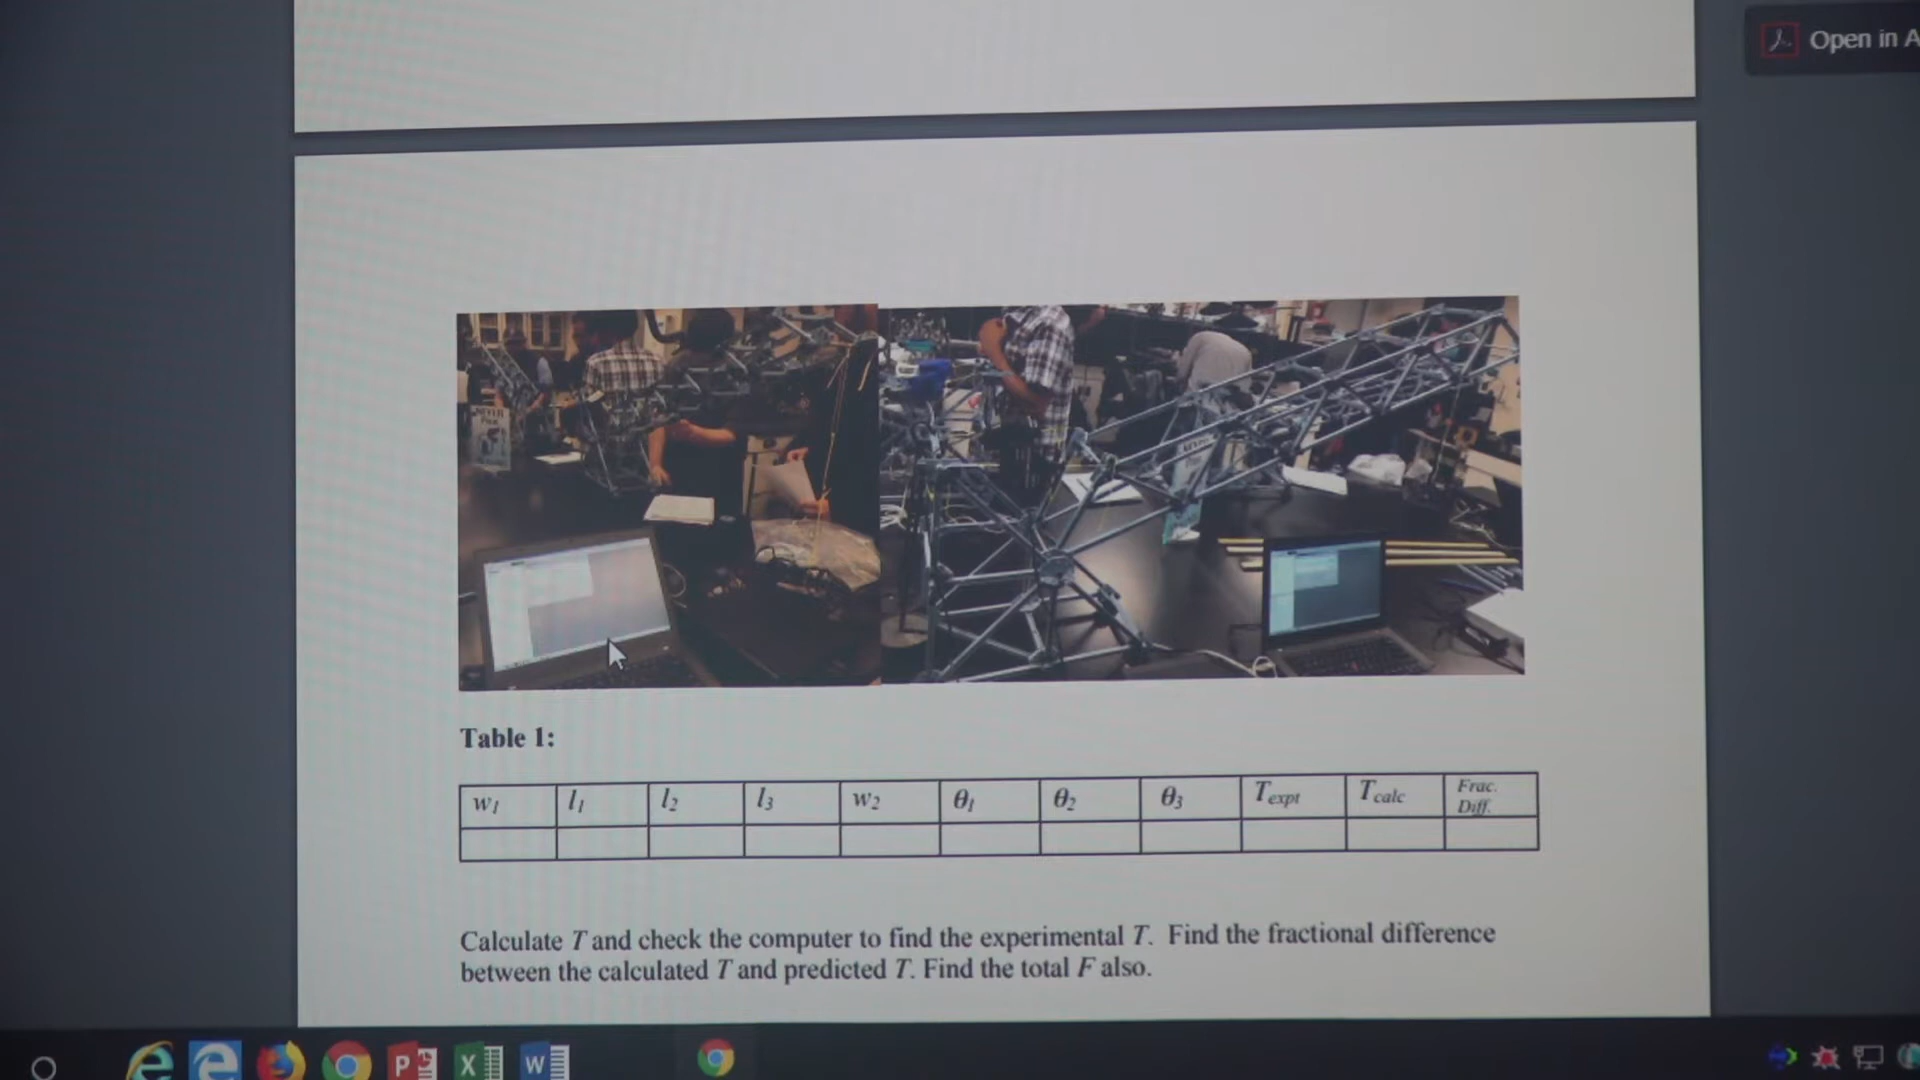 Open in A
NEVER
Table 1:
w1 l1 l2 l3 w2 θ1 θ2 θ3 Texpt Tcalc Frac. Diff.
Calculate T and check the computer to find the experimental T. Find the fractional difference
between the calculated T and predicted T. Find the total F also.
P X W